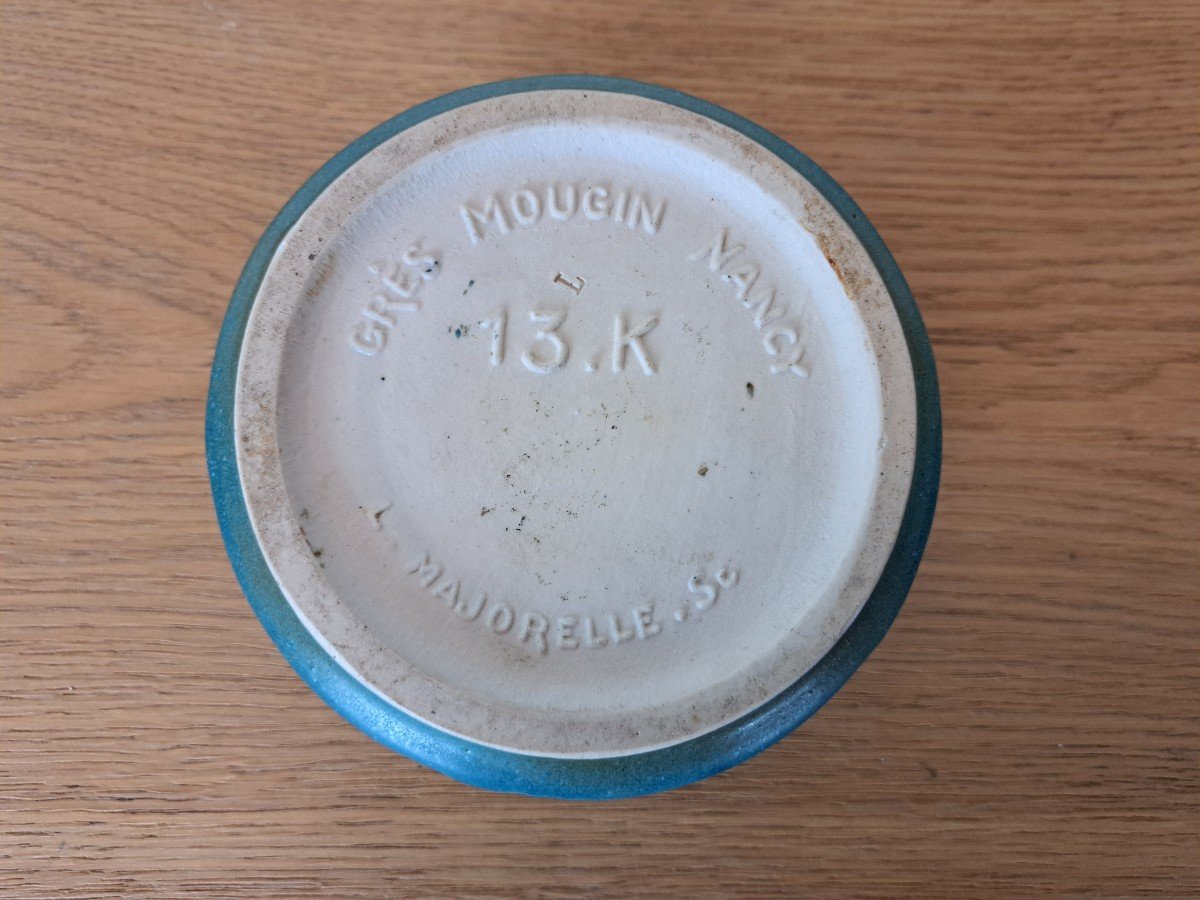 GRÈS MOUGIN NANCY
L
13.K
L. MAJORELLE.Sc